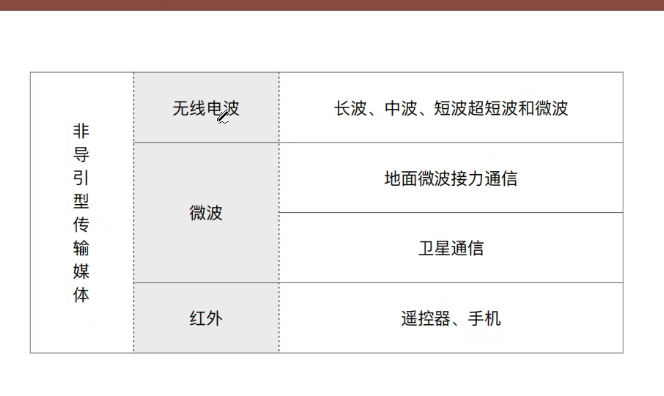 非导引型传输媒体
无线电波
长波、中波、短波超短波和微波
微波
地面微波接力通信
卫星通信
红外
遥控器、手机